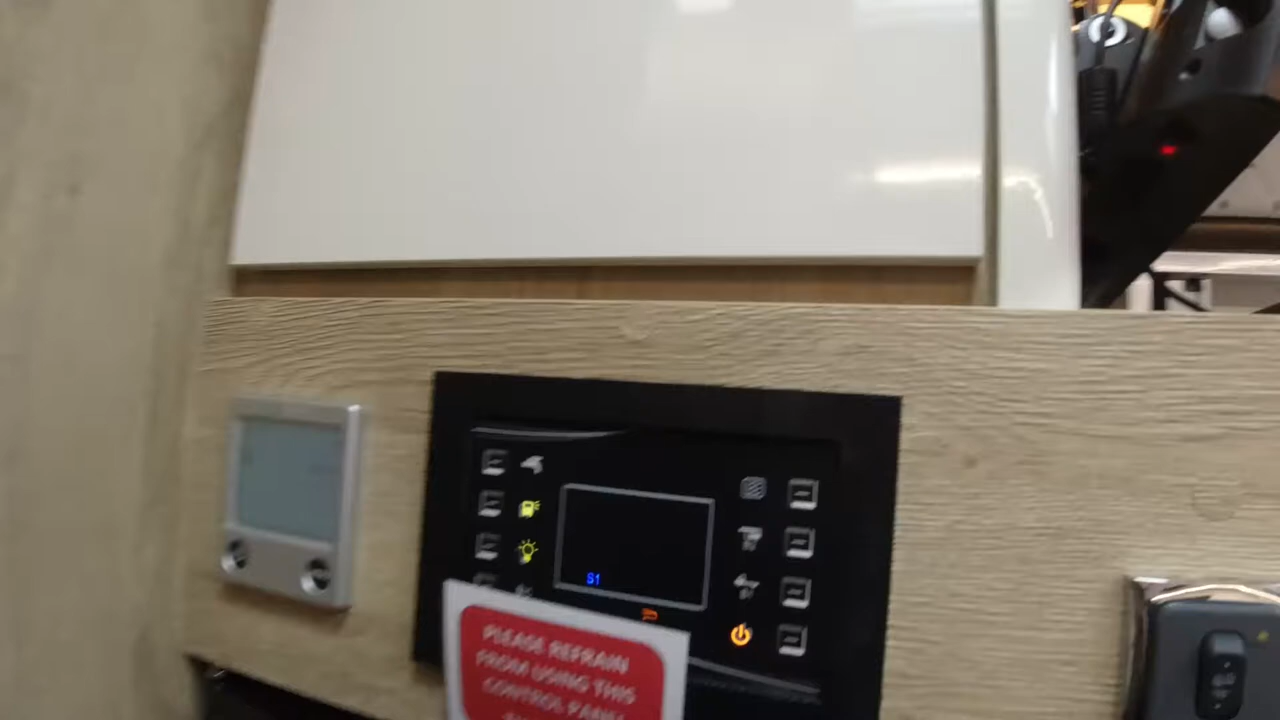 S1
PLEASE REFRAIN
FROM USING THIS
CONTROL PANEL